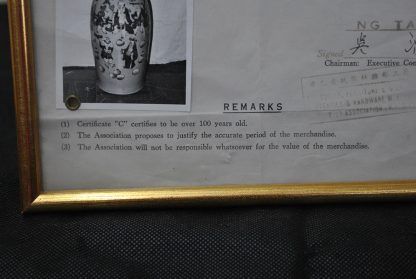 NG TA
Signed
Chairman: Executive Com
REMARKS
(1) Certificate "C" certifies to be over 100 years old.
(2) The Association proposes to justify the accurate period of the merchandise.
(3) The Association will not be responsible whatsoever for the value of the merchandise.